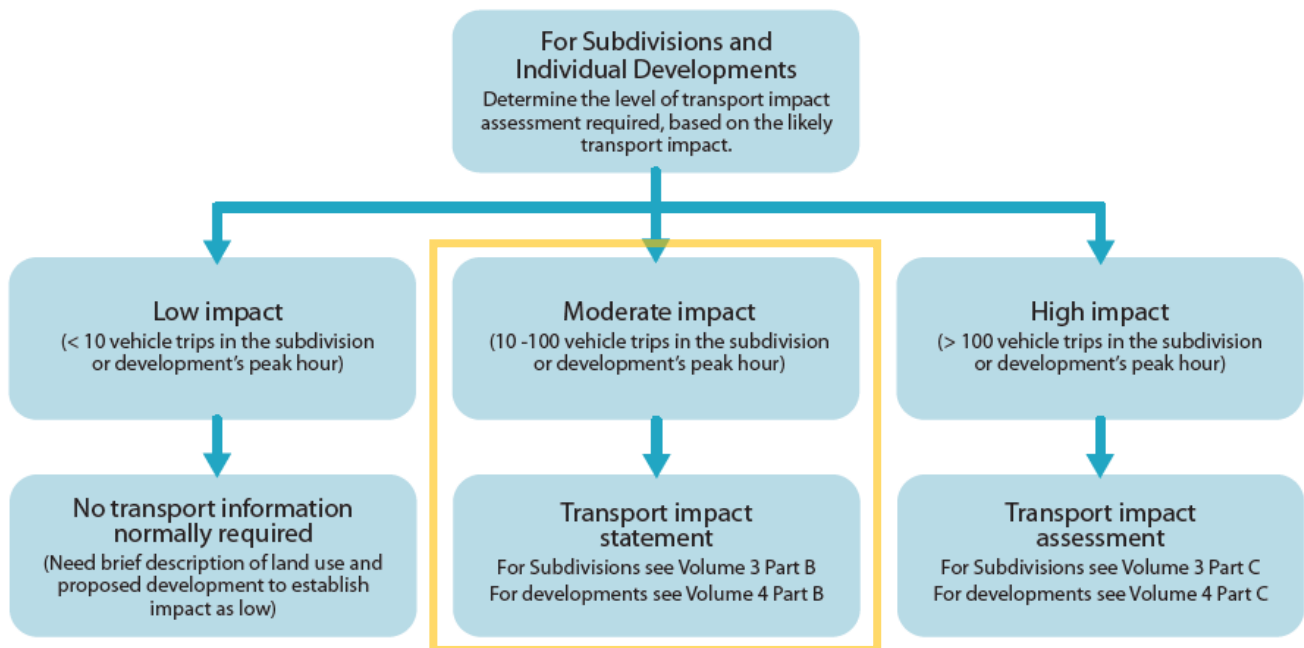 For Subdivisions and
Individual Developments
Determine the level of transport impact
assessment required, based on the likely
transport impact.
Low impact
(< 10 vehicle trips in the subdivision
or development's peak hour)
Moderate impact
(10 -100 vehicle trips in the subdivision
or development's peak hour)
High impact
(> 100 vehicle trips in the subdivision
or development's peak hour)
No transport information
normally required
(Need brief description of land use and
proposed development to establish
impact as low)
Transport impact
statement
For Subdivisions see Volume 3 Part B
For developments see Volume 4 Part B
Transport impact
assessment
For Subdivisions see Volume 3 Part C
For developments see Volume 4 Part C